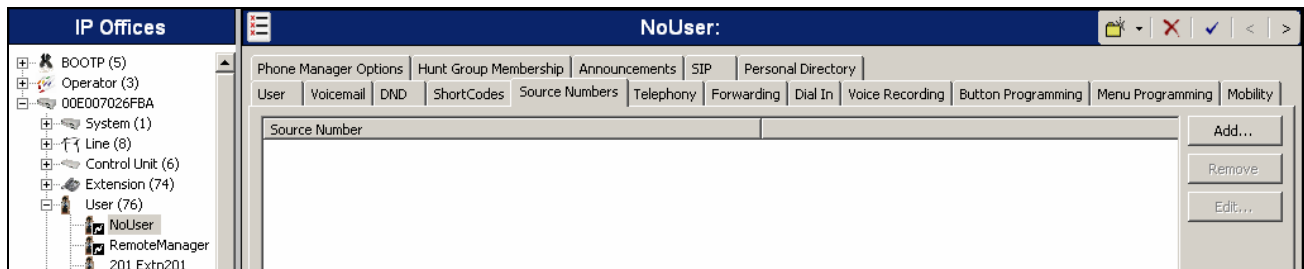 IP Offices
NoUser:
BOOTP (5)
Operator (3)
00E007026FBA
System (1)
Line (8)
Control Unit (6)
Extension (74)
User (76)
NoUser
RemoteManager
201 Extn201
Phone Manager Options Hunt Group Membership Announcements SIP Personal Directory
User Voicemail DND ShortCodes Source Numbers Telephony Forwarding Dial In Voice Recording Button Programming Menu Programming Mobility
Source Number
Add...
Remove
Edit...